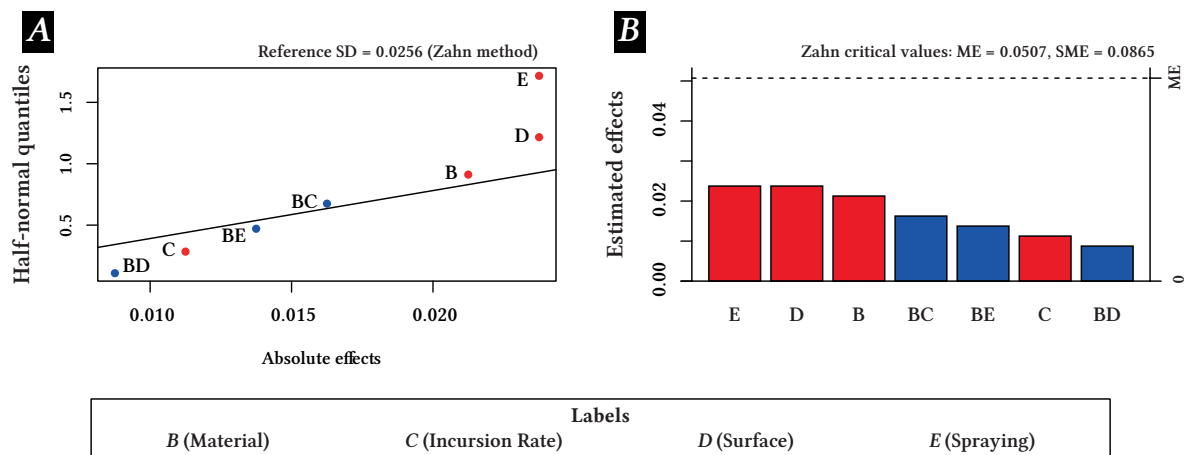 A
Reference SD = 0.0256 (Zahn method)
Half-normal quantiles
1.5
1.0
0.5
E
D
B
BC
BE
C
BD
0.010
0.015
0.020
Absolute effects
B
Zahn critical values: ME = 0.0507, SME = 0.0865
Estimated effects
0.04
0.02
0.00
ME
0
E
D
B
BC
BE
C
BD
Labels
B (Material)
C (Incursion Rate)
D (Surface)
E (Spraying)